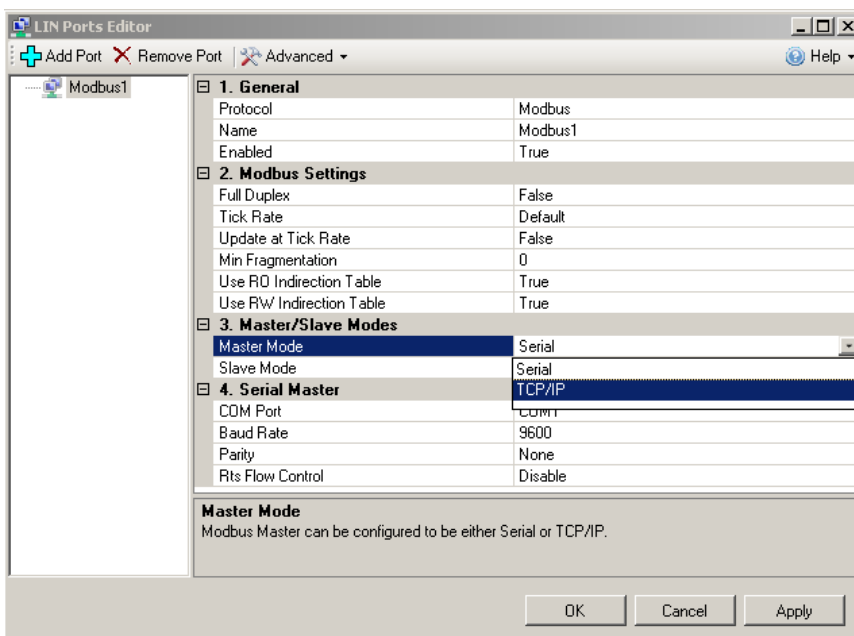 LIN Ports Editor
Add Port Remove Port Advanced Help
Modbus1
1. General
Protocol Modbus
Name Modbus1
Enabled True
2. Modbus Settings
Full Duplex False
Tick Rate Default
Update at Tick Rate False
Min Fragmentation 0
Use RO Indirection Table True
Use RW Indirection Table True
3. Master/Slave Modes
Master Mode Serial
Slave Mode Serial
4. Serial Master TCP/IP
COM Port COM1
Baud Rate 9600
Parity None
Rts Flow Control Disable
Master Mode
Modbus Master can be configured to be either Serial or TCP/IP.
OK Cancel Apply